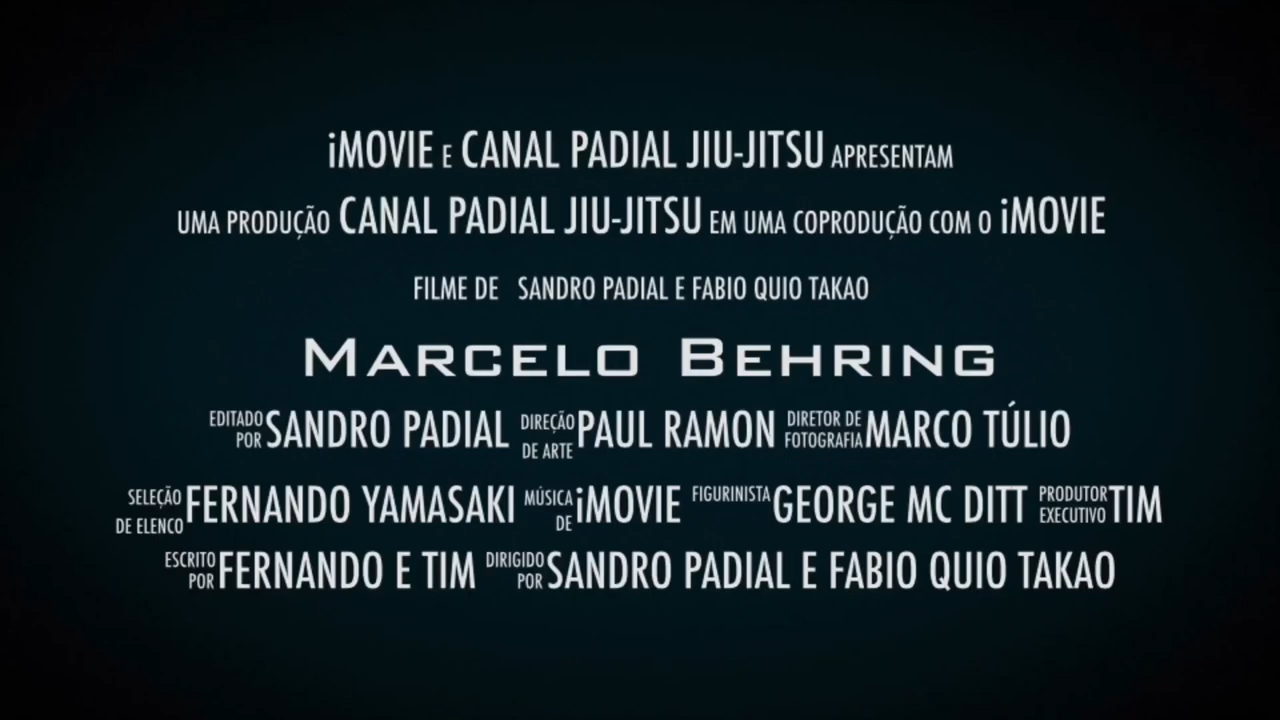 iMOVIE E CANAL PADIAL JIU-JITSU APRESENTAM
UMA PRODUÇÃO CANAL PADIAL JIU-JITSU EM UMA COPRODUÇÃO COM O iMOVIE
FILME DE SANDRO PADIAL E FABIO QUIO TAKAO
MARCELO BEHRING
EDITADO POR SANDRO PADIAL DIREÇÃO DE ARTE PAUL RAMON DIRETOR DE FOTOGRAFIA MARCO TÚLIO
SELEÇÃO DE ELENCO FERNANDO YAMASAKI MÚSICA DE iMOVIE FIGURINISTA GEORGE MC DITT PRODUTOR EXECUTIVO TIM
ESCRITO POR FERNANDO E TIM DIRIGIDO POR SANDRO PADIAL E FABIO QUIO TAKAO